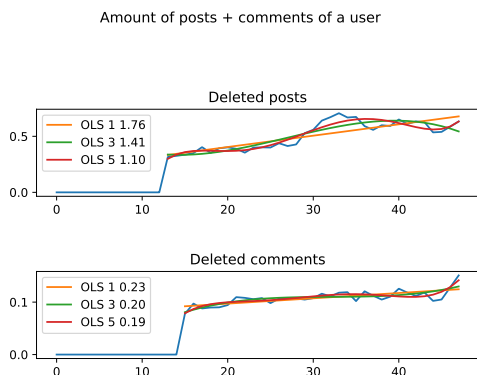 Amount of posts + comments of a user
Deleted posts
OLS 1 1.76
OLS 3 1.41
OLS 5 1.10
0.5
0.0
0 10 20 30 40
Deleted comments
OLS 1 0.23
OLS 3 0.20
OLS 5 0.19
0.1
0.0
0 10 20 30 40